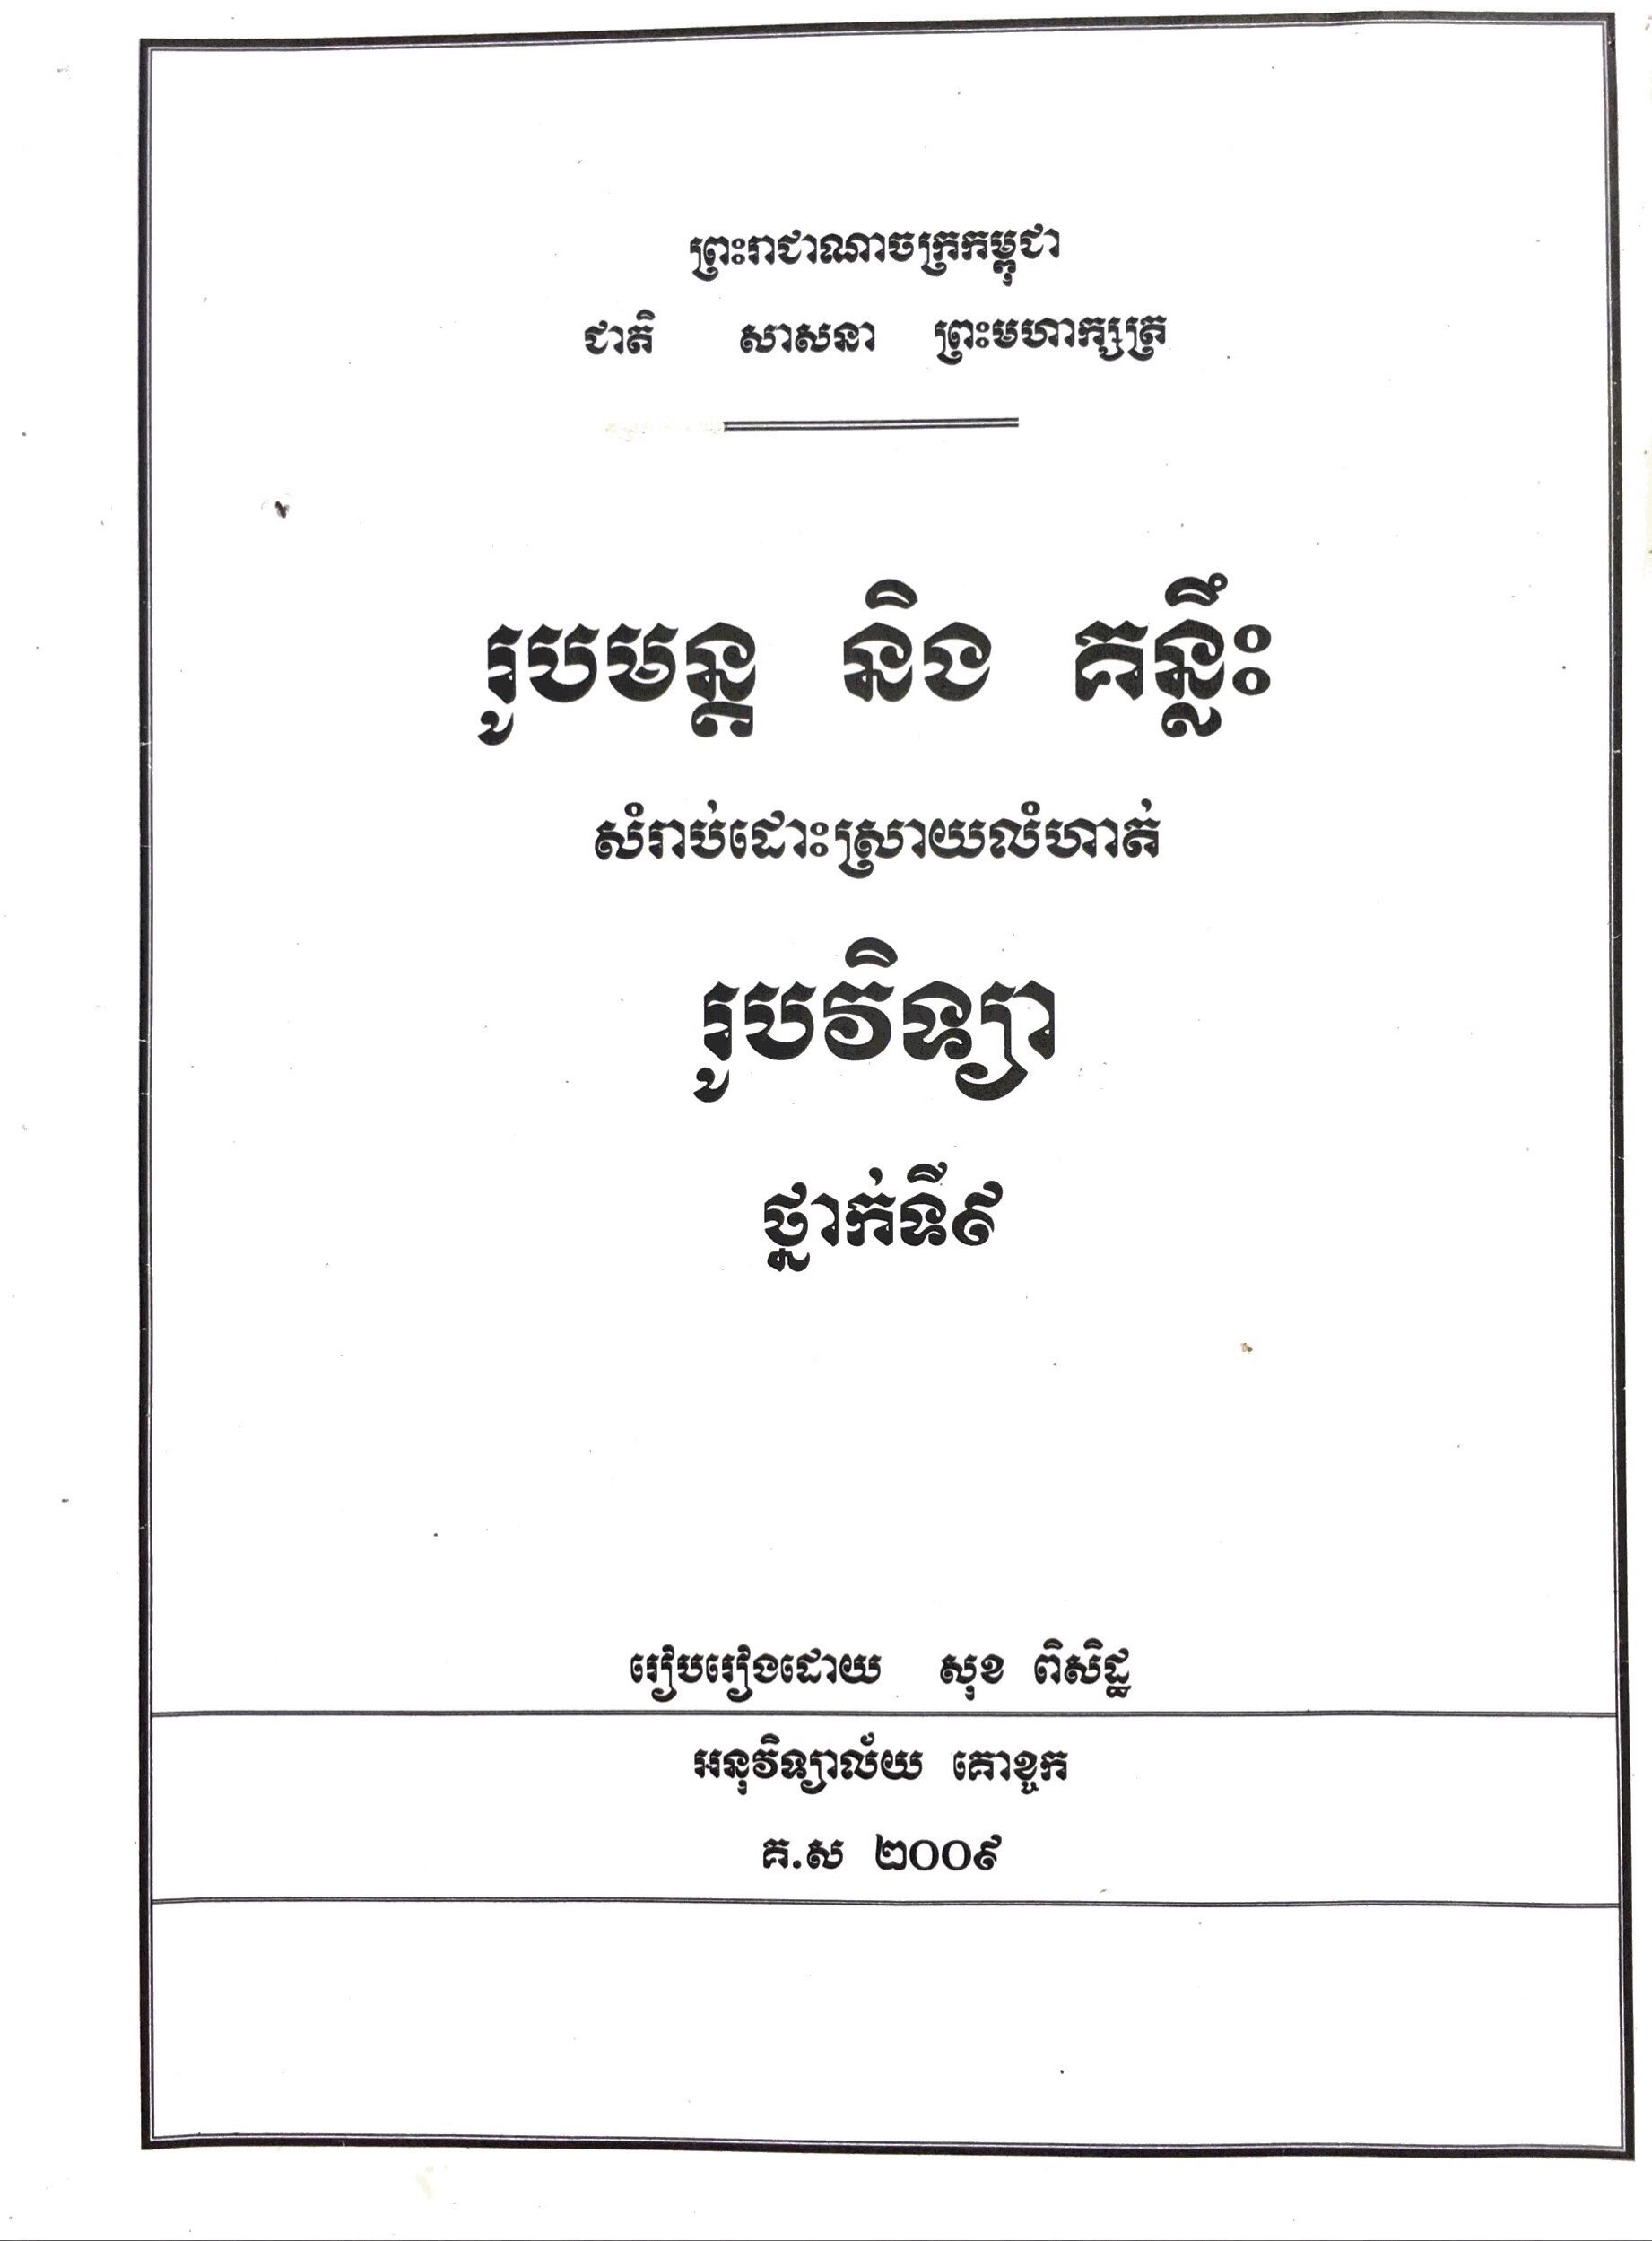 ព្រះរាជាណាចក្រកម្ពុជា
ជាតិ សាសនា ព្រះមហាក្សត្រ
រូបមន្ត និង គន្លឹះ
សំរាប់ដោះស្រាយលំហាត់
រូបវិទ្យា
ថ្នាក់ទី៩
រៀបរៀងដោយ សុខ ពិសិដ្ឋ
អនុវិទ្យាល័យ គោខ្ចក
គ.ស ២០០៩